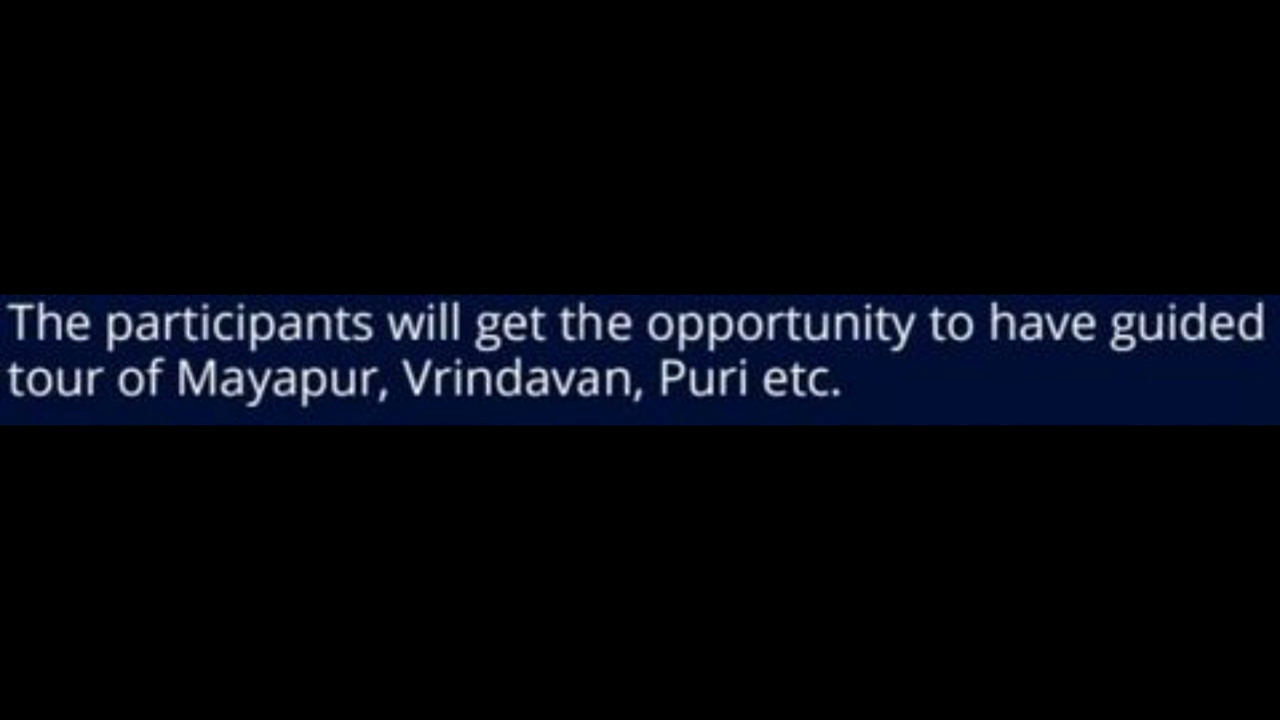 The participants will get the opportunity to have guided
tour of Mayapur, Vrindavan, Puri etc.